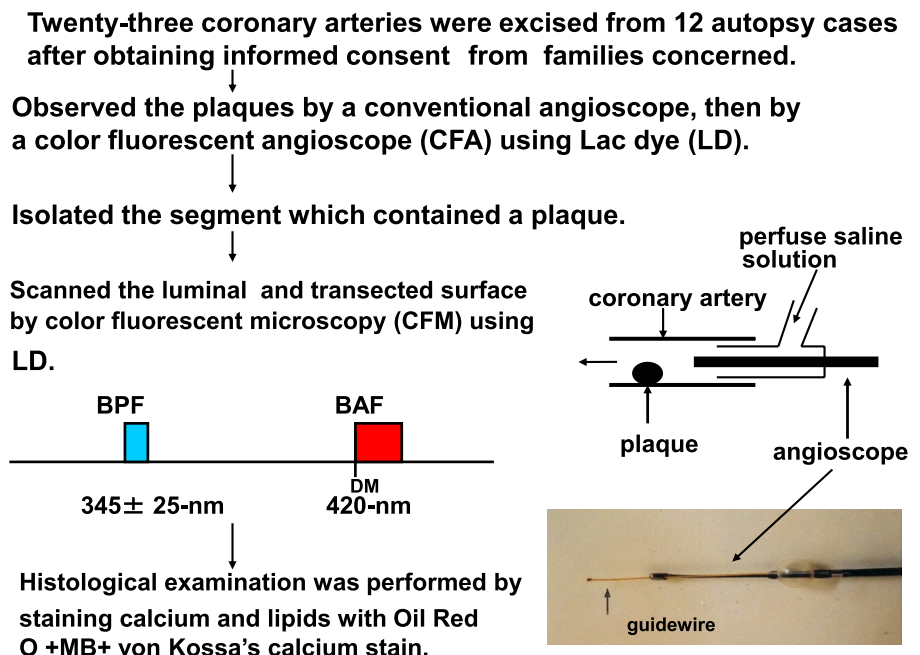 Twenty-three coronary arteries were excised from 12 autopsy cases
after obtaining informed consent from families concerned.
Observed the plaques by a conventional angioscope, then by
a color fluorescent angioscope (CFA) using Lac dye (LD).
Isolated the segment which contained a plaque.
Scanned the luminal and transected surface
by color fluorescent microscopy (CFM) using
LD.
BPF
BAF
DM
345± 25-nm
420-nm
Histological examination was performed by
staining calcium and lipids with Oil Red
O +MB+ von Kossa's calcium stain.
perfuse saline
solution
coronary artery
plaque
angioscope
guidewire